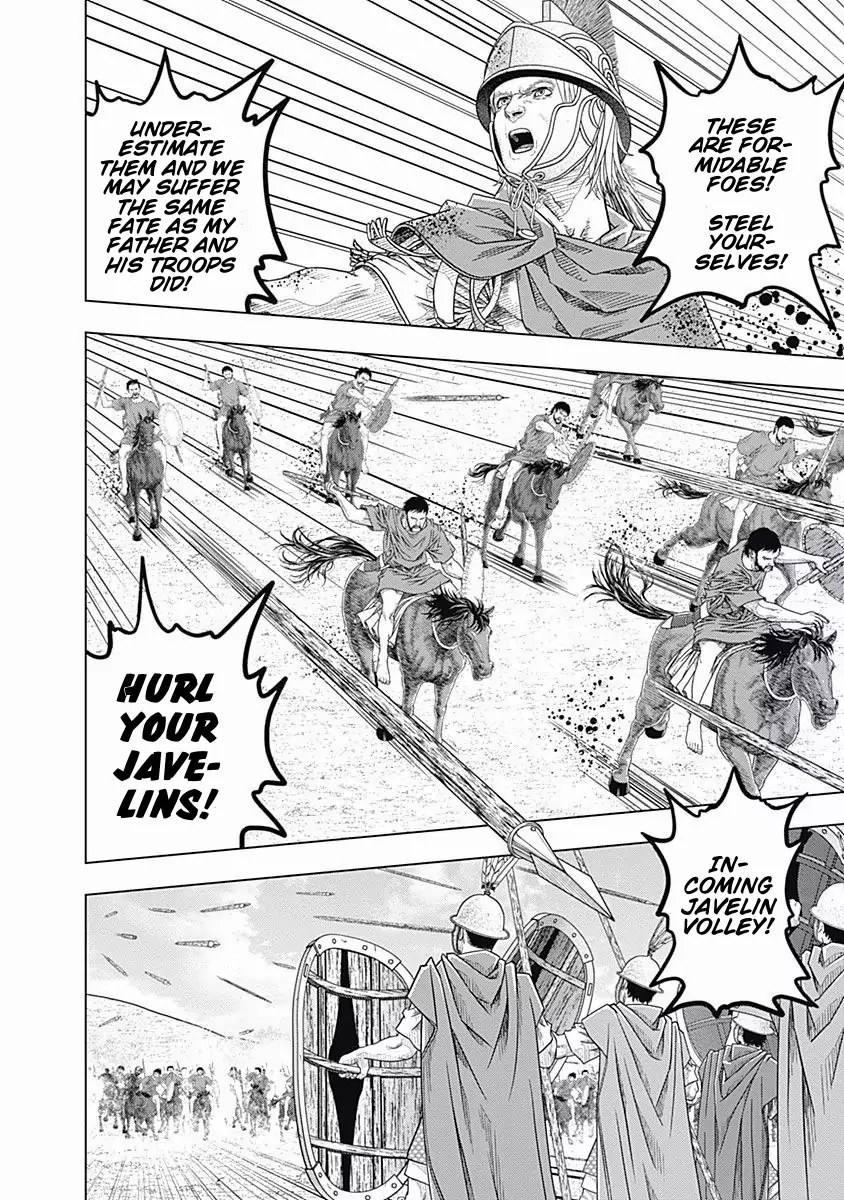 THESE
ARE FOR-
MIDABLE
FOES!
STEEL
YOUR-
SELVES!
UNDER-
ESTIMATE
THEM AND WE
MAY SUFFER
THE SAME
FATE AS MY
FATHER AND
HIS TROOPS
DID!
HURL
YOUR
JAVE-
LINS!
IN-
COMING
JAVELIN
VOLLEY!